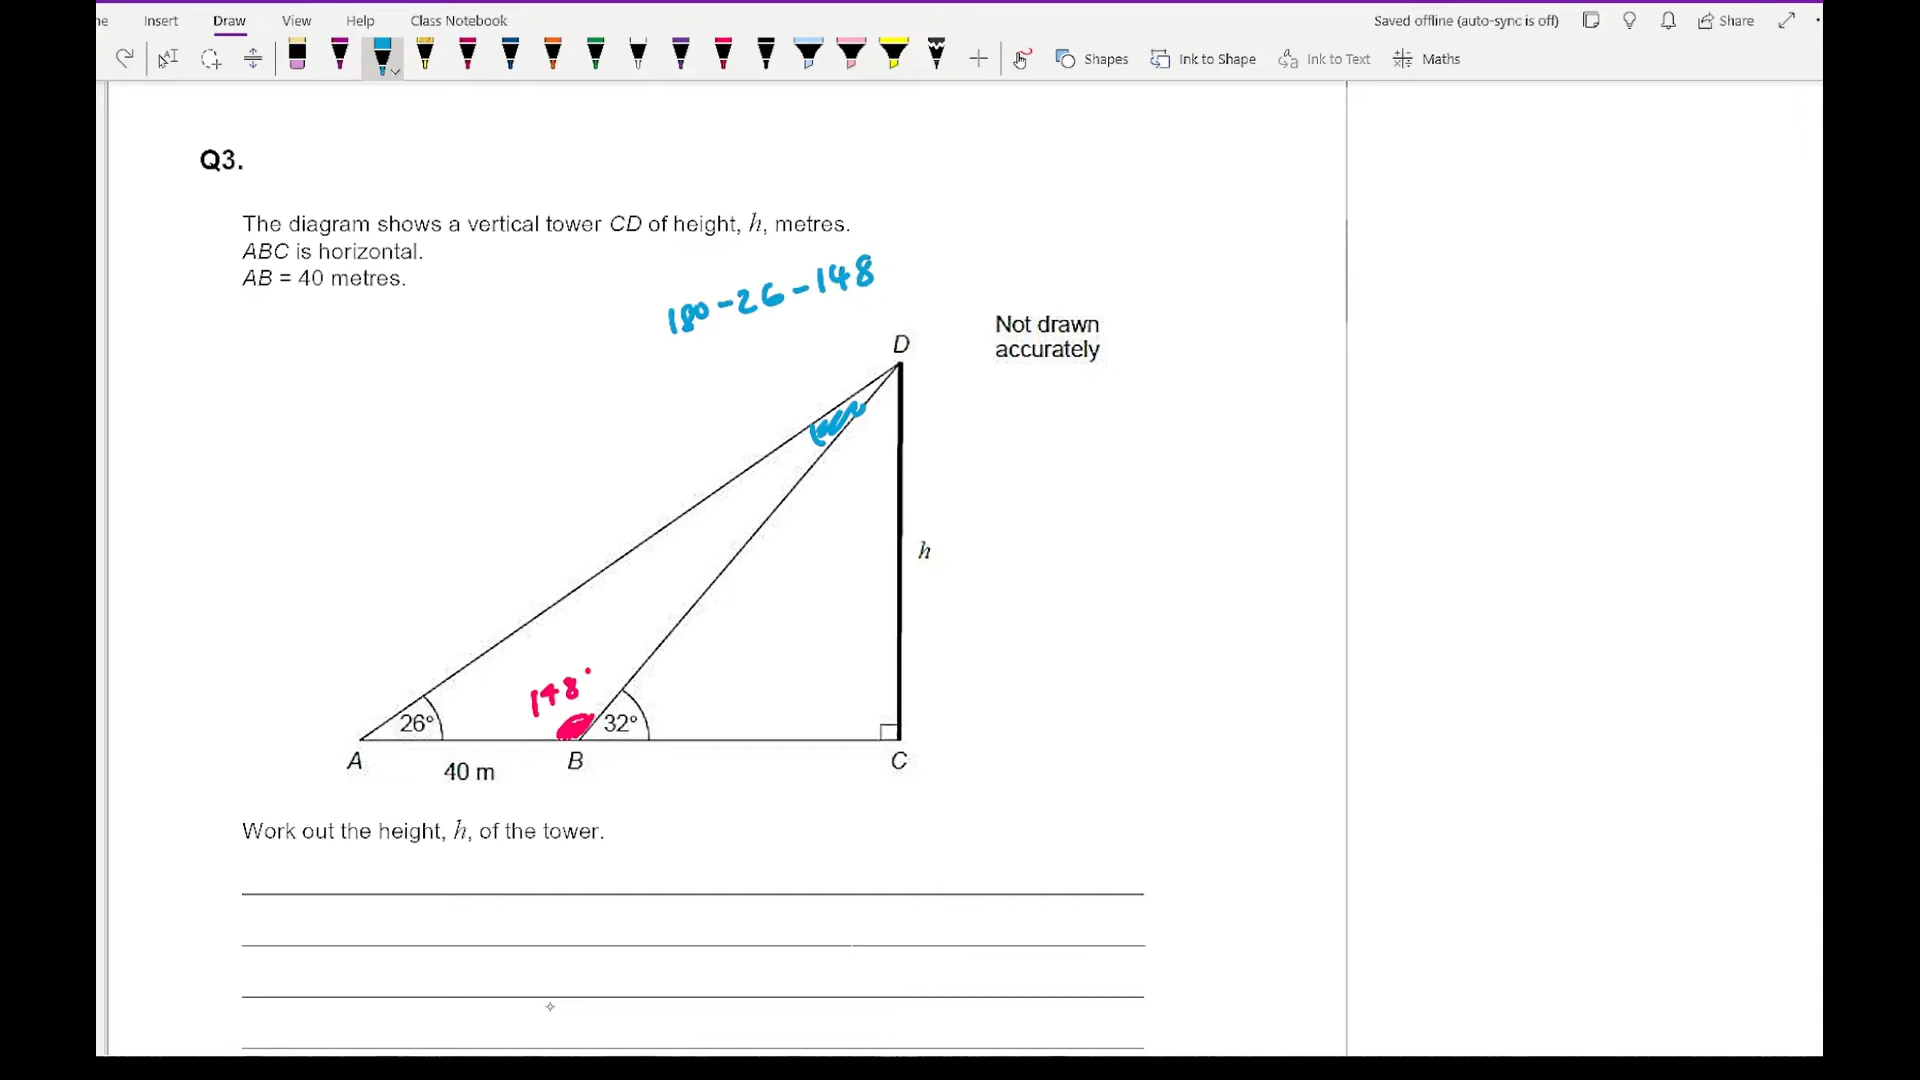 ne Insert Draw View Help Class Notebook Saved offline (auto-sync is off) Share
Shapes Ink to Shape Ink to Text Maths
Q3.
The diagram shows a vertical tower CD of height, h, metres.
ABC is horizontal.
AB = 40 metres.
180-26-148
Not drawn
accurately
D
h
148°
26°
32°
A
B
C
40 m
Work out the height, h, of the tower.